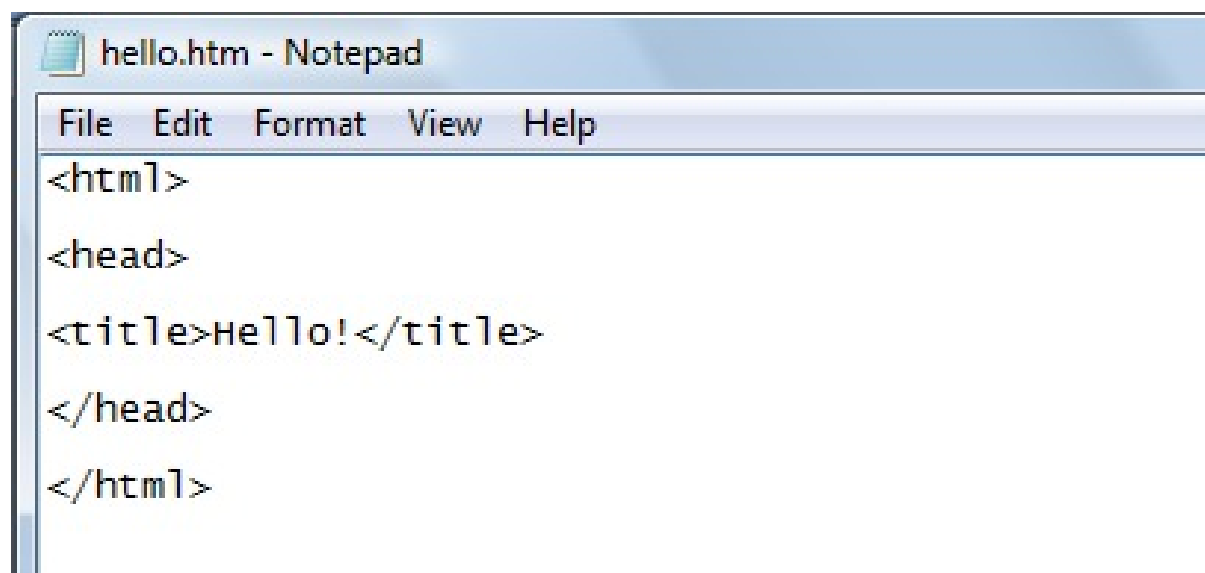 hello.htm - Notepad
File Edit Format View Help
<html>
<head>
<title>Hello!</title>
</head>
</html>